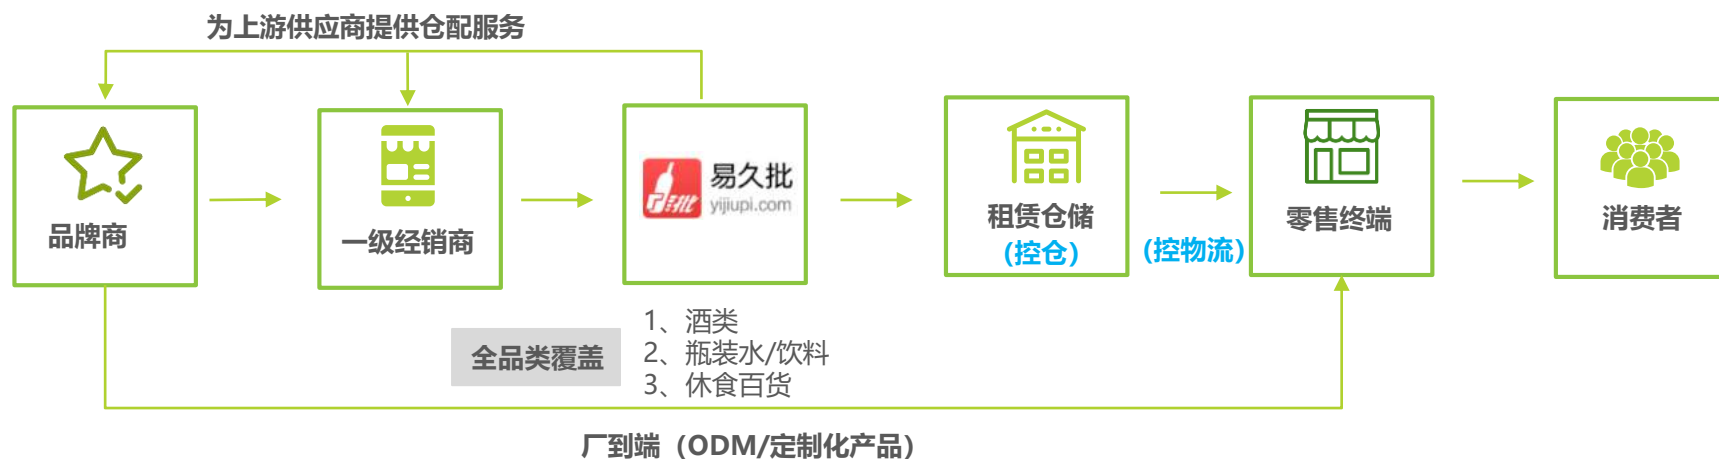 为上游供应商提供仓配服务
品牌商
一级经销商
批
易久批
yijiupi.com
租赁仓储
(控仓)
(控物流)
零售终端
消费者
全品类覆盖
1、酒类
2、瓶装水/饮料
3、休食百货
厂到端（ODM/定制化产品）